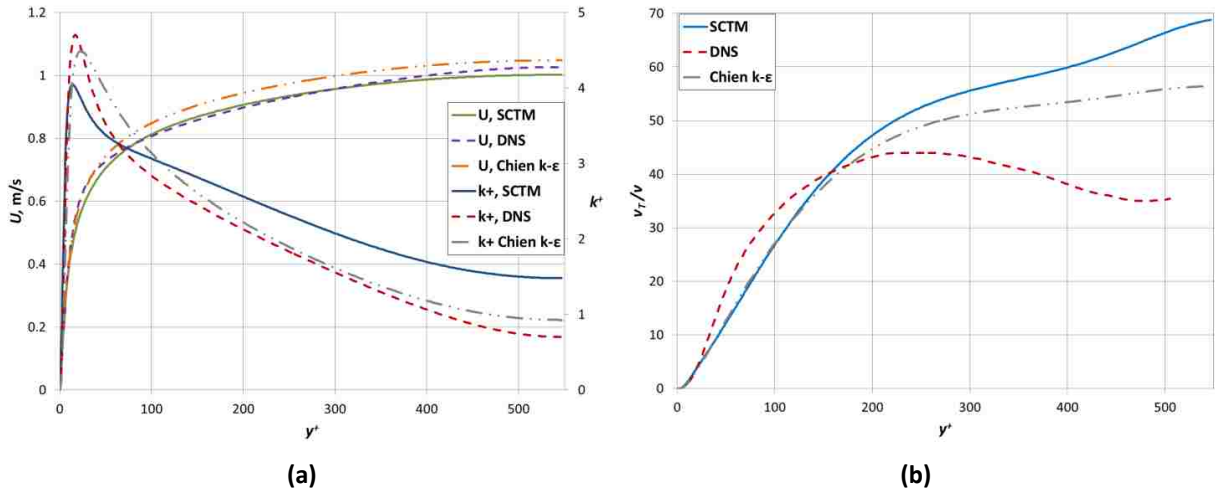 1.2
1
0.8
0.6
0.4
0.2
0
U, m/s
5
4
3
2
1
0
k+
U, SCTM
U, DNS
U, Chien k-ε
k+, SCTM
k+, DNS
k+ Chien k-ε
0 100 200 300 400 500
y+
(a)
70
60
50
40
30
20
10
0
νT/ν
SCTM
DNS
Chien k-ε
0 100 200 300 400 500
y+
(b)